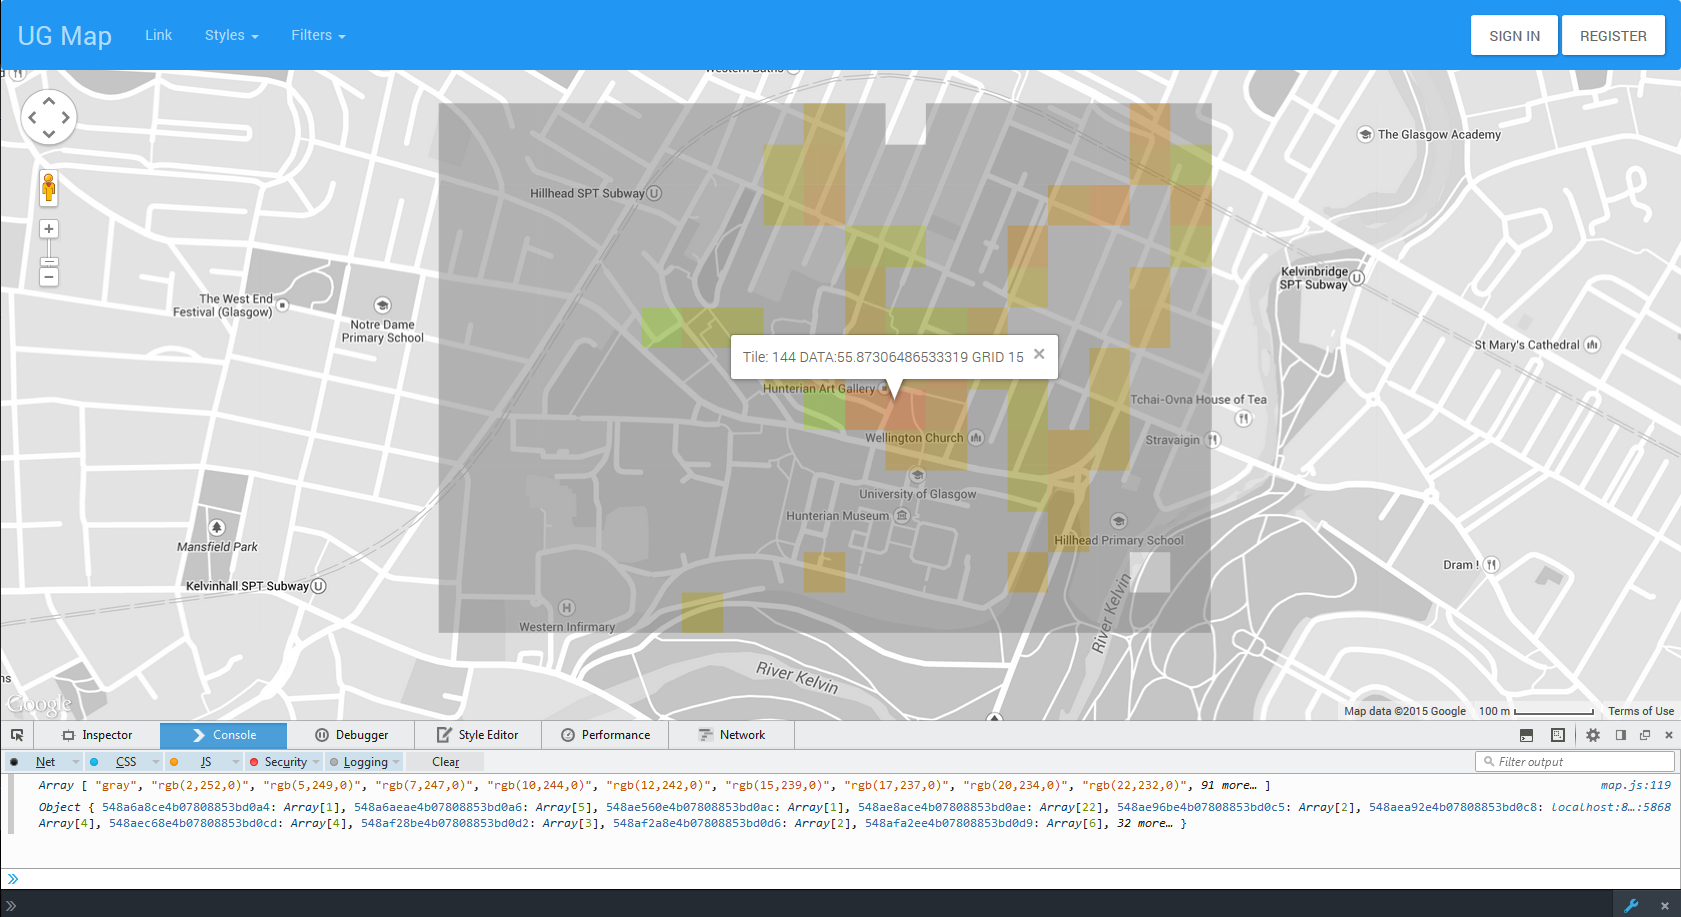 UG Map Link Styles Filters SIGN IN REGISTER
Western Baths
The Glasgow Academy
Hillhead SPT Subway
Kelvinbridge
SPT Subway
The West End
Festival (Glasgow)
Notre Dame
Primary School
St Mary's Cathedral
Tile: 144 DATA:55.87306486533319 GRID 15
Hunterian Art Gallery
Tchai-Ovna House of Tea
Wellington Church
Stravaigin
University of Glasgow
Hunterian Museum
Hillhead Primary School
Mansfield Park
Dram !
Kelvinhall SPT Subway
River Kelvin
Western Infirmary
River Kelvin
Google
Map data ©2015 Google 100 m Terms of Use
Inspector Console Debugger Style Editor Performance Network
Net CSS JS Security Logging Clear Filter output
Array [ "gray", "rgb(2,252,0)", "rgb(5,249,0)", "rgb(7,247,0)", "rgb(10,244,0)", "rgb(12,242,0)", "rgb(15,239,0)", "rgb(17,237,0)", "rgb(20,234,0)", "rgb(22,232,0)", 91 more… ] map.js:119
Object { 548a6a8ce4b07808853bd0a4: Array[1], 548a6aeae4b07808853bd0a6: Array[5], 548ae560e4b07808853bd0ac: Array[1], 548ae8ace4b07808853bd0ae: Array[22], 548ae96be4b07808853bd0c5: Array[2], 548aea92e4b07808853bd0c8: localhost:8…:5868
Array[4], 548aec68e4b07808853bd0cd: Array[4], 548af28be4b07808853bd0d2: Array[3], 548af2a8e4b07808853bd0d6: Array[2], 548afa2ee4b07808853bd0d9: Array[6], 32 more… }